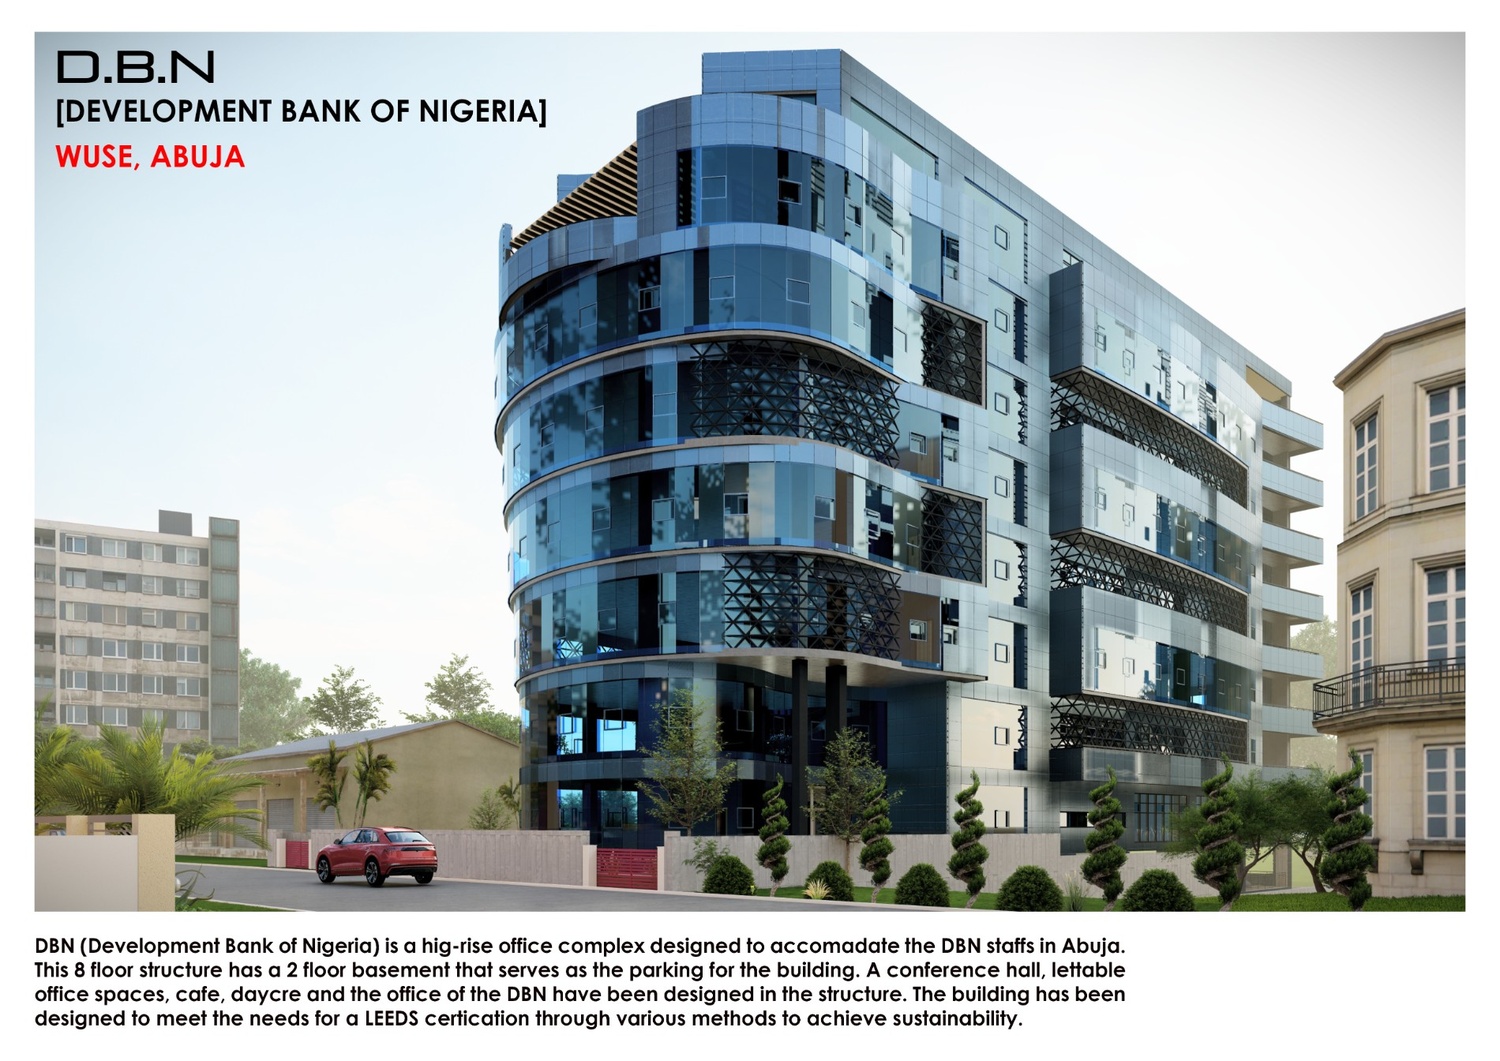 D.B.N
[DEVELOPMENT BANK OF NIGERIA]
WUSE, ABUJA
DBN (Development Bank of Nigeria) is a hig-rise office complex designed to accomadate the DBN staffs in Abuja.
This 8 floor structure has a 2 floor basement that serves as the parking for the building. A conference hall, lettable
office spaces, cafe, daycre and the office of the DBN have been designed in the structure. The building has been
designed to meet the needs for a LEEDS certication through various methods to achieve sustainability.